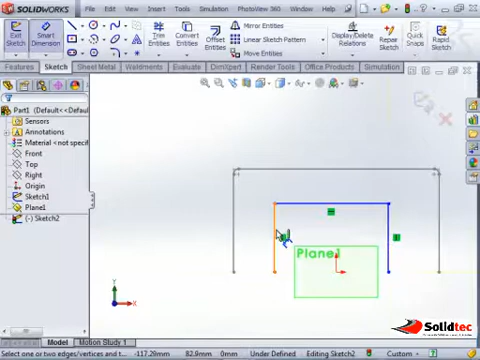 SOLIDWORKS
File Edit View Insert Tools Simulation PhotoView 360 Window Help
Exit Sketch
Smart Dimension
Trim Entities
Convert Entities
Offset Entities
Mirror Entities
Linear Sketch Pattern
Move Entities
Display/Delete Relations
Repair Sketch
Quick Snaps
Rapid Sketch
Features Sketch Sheet Metal Weldments Evaluate DimXpert Render Tools Office Products Simulation
Part1 (Default<<Default
Sensors
Annotations
Material <not specif
Front
Top
Right
Origin
Sketch1
Plane1
(-) Sketch2
Plane1
Y
X
Solidtec
Model Motion Study 1
Select one or two edges/vertices and t -117.28mm 82.9mm 0mm Under Defined Editing Sketch2